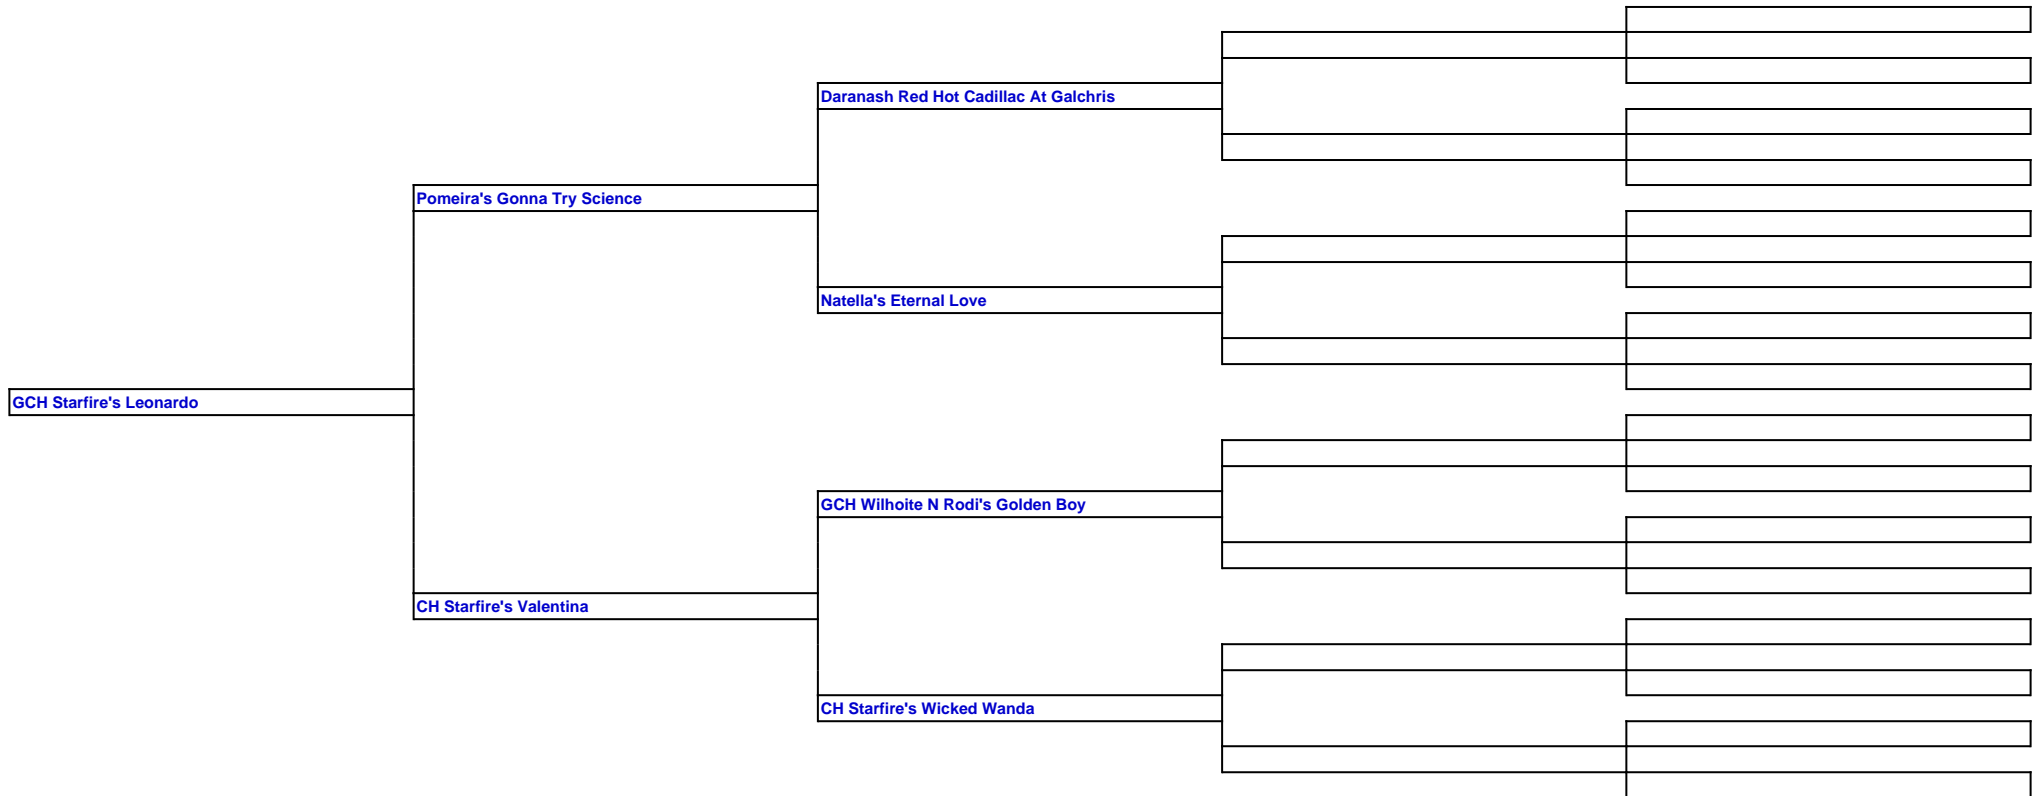 Daranash Red Hot Cadillac At Galchris
Pomeira's Gonna Try Science
Natella's Eternal Love
GCH Starfire's Leonardo
GCH Wilhoite N Rodi's Golden Boy
CH Starfire's Valentina
CH Starfire's Wicked Wanda